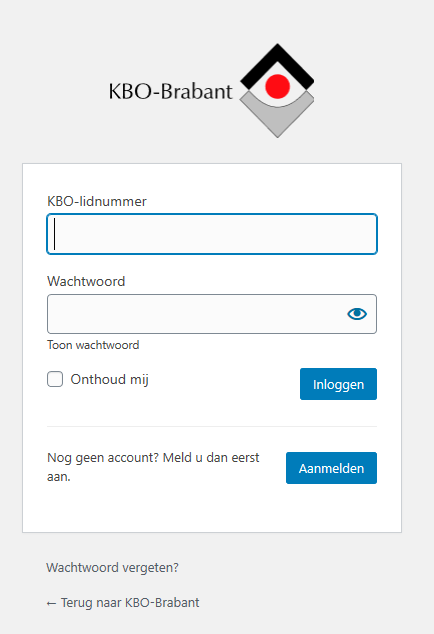 KBO-Brabant
KBO-lidnummer
Wachtwoord
Toon wachtwoord
Onthoud mij
Inloggen
Nog geen account? Meld u dan eerst
aan.
Aanmelden
Wachtwoord vergeten?
← Terug naar KBO-Brabant